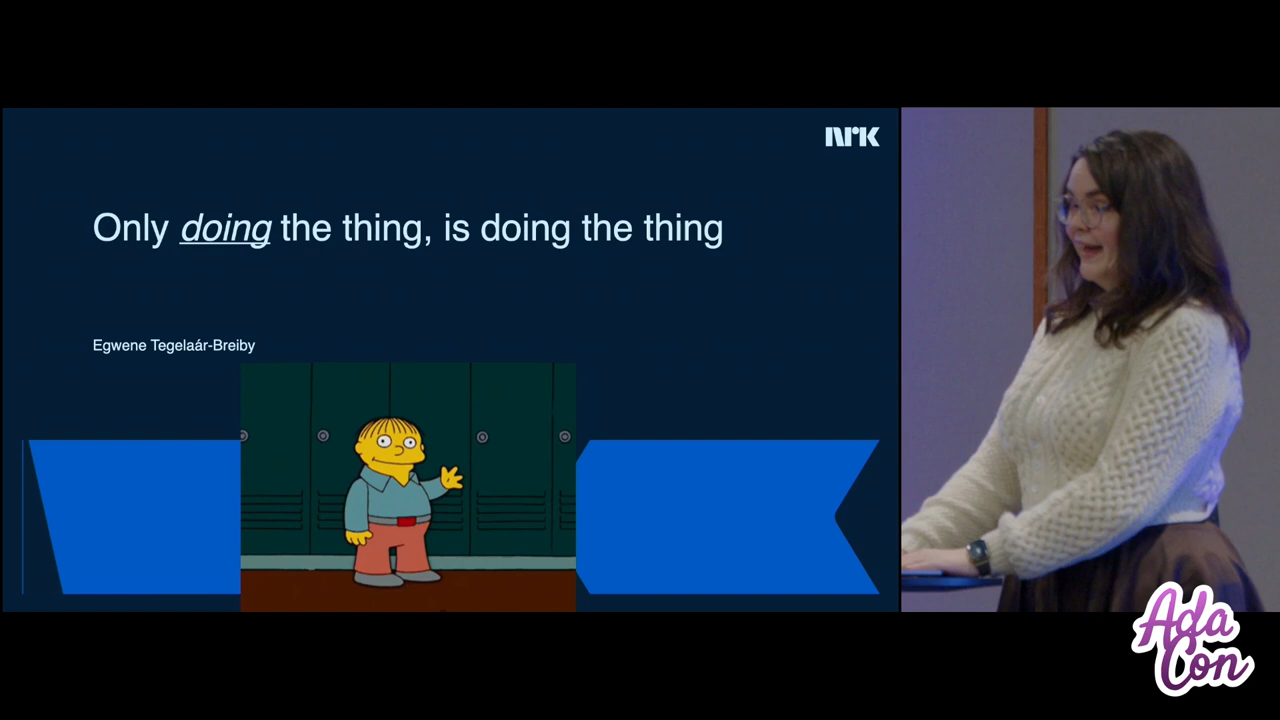 nrk
Only doing the thing, is doing the thing
Egwene Tegelaár-Breiby
Ada
Con